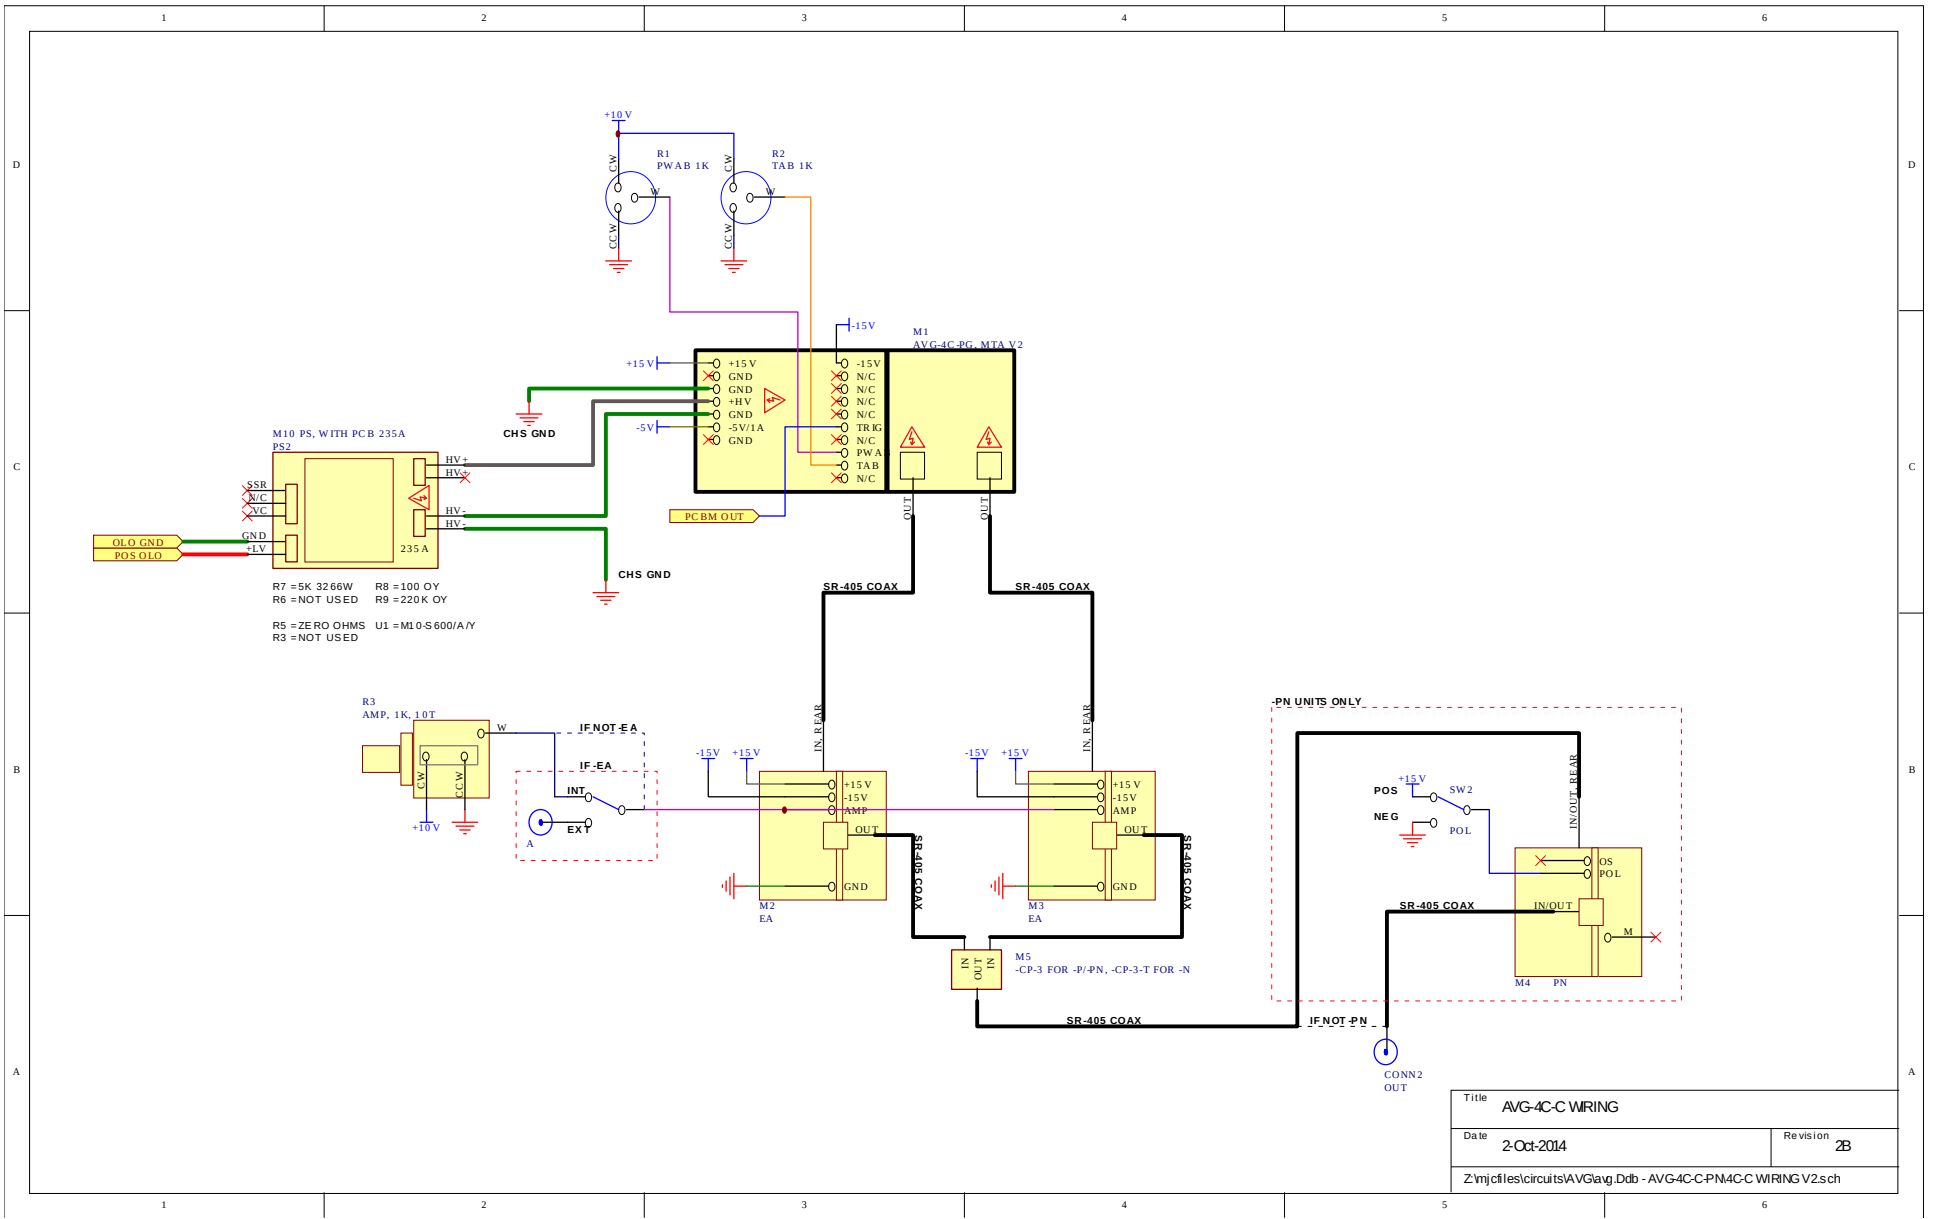 1 2 3 4 5 6
D D
C C
B B
A A
+10V
R1
PWAB 1K
CW
W
CCW
R2
TAB 1K
CW
W
CCW
-15V
M1
AVG-4C-PG, MTA V2
+15V
-5V
+15V
GND
GND
+HV
GND
-5V/1A
GND
-15V
N/C
N/C
N/C
N/C
TRIG
N/C
PWAB
TAB
N/C
OUT
OUT
CHS GND
PCBM OUT
M10 PS, WITH PCB 235A
PS2
SSR
N/C
VC
GND
+LV
HV+
HV+
HV-
HV-
235A
OLO GND
POS OLO
CHS GND
R7 =5K 3266W R8 =100 OY
R6 =NOT USED R9 =220K OY
R5 =ZERO OHMS U1 =M10-S600/A/Y
R3 =NOT USED
SR-405 COAX
SR-405 COAX
IN, REAR
IN, REAR
R3
AMP, 1K, 10T
W
CW
CCW
+10V
IF NOT -EA
IF -EA
INT
EXT
A
-15V +15V
+15V
-15V
AMP
OUT
GND
M2
EA
SR-405 COAX
-15V +15V
+15V
-15V
AMP
OUT
GND
M3
EA
SR-405 COAX
IN
OUT
IN
M5
-CP-3 FOR -P/-PN, -CP-3-T FOR -N
SR-405 COAX
-PN UNITS ONLY
+15V
POS
NEG
SW2
POL
IN/OUT, REAR
OS
POL
IN/OUT
M
M4 PN
SR-405 COAX
IF NOT -PN
CONN2
OUT
Title AVG-4C-C WIRING
Date 2-Oct-2014
Revision 2B
Z:\mjcfiles\circuits\AVG\avg.Ddb - AVG-4C-C-PN\4C-C WIRING V2.sch
1 2 3 4 5 6